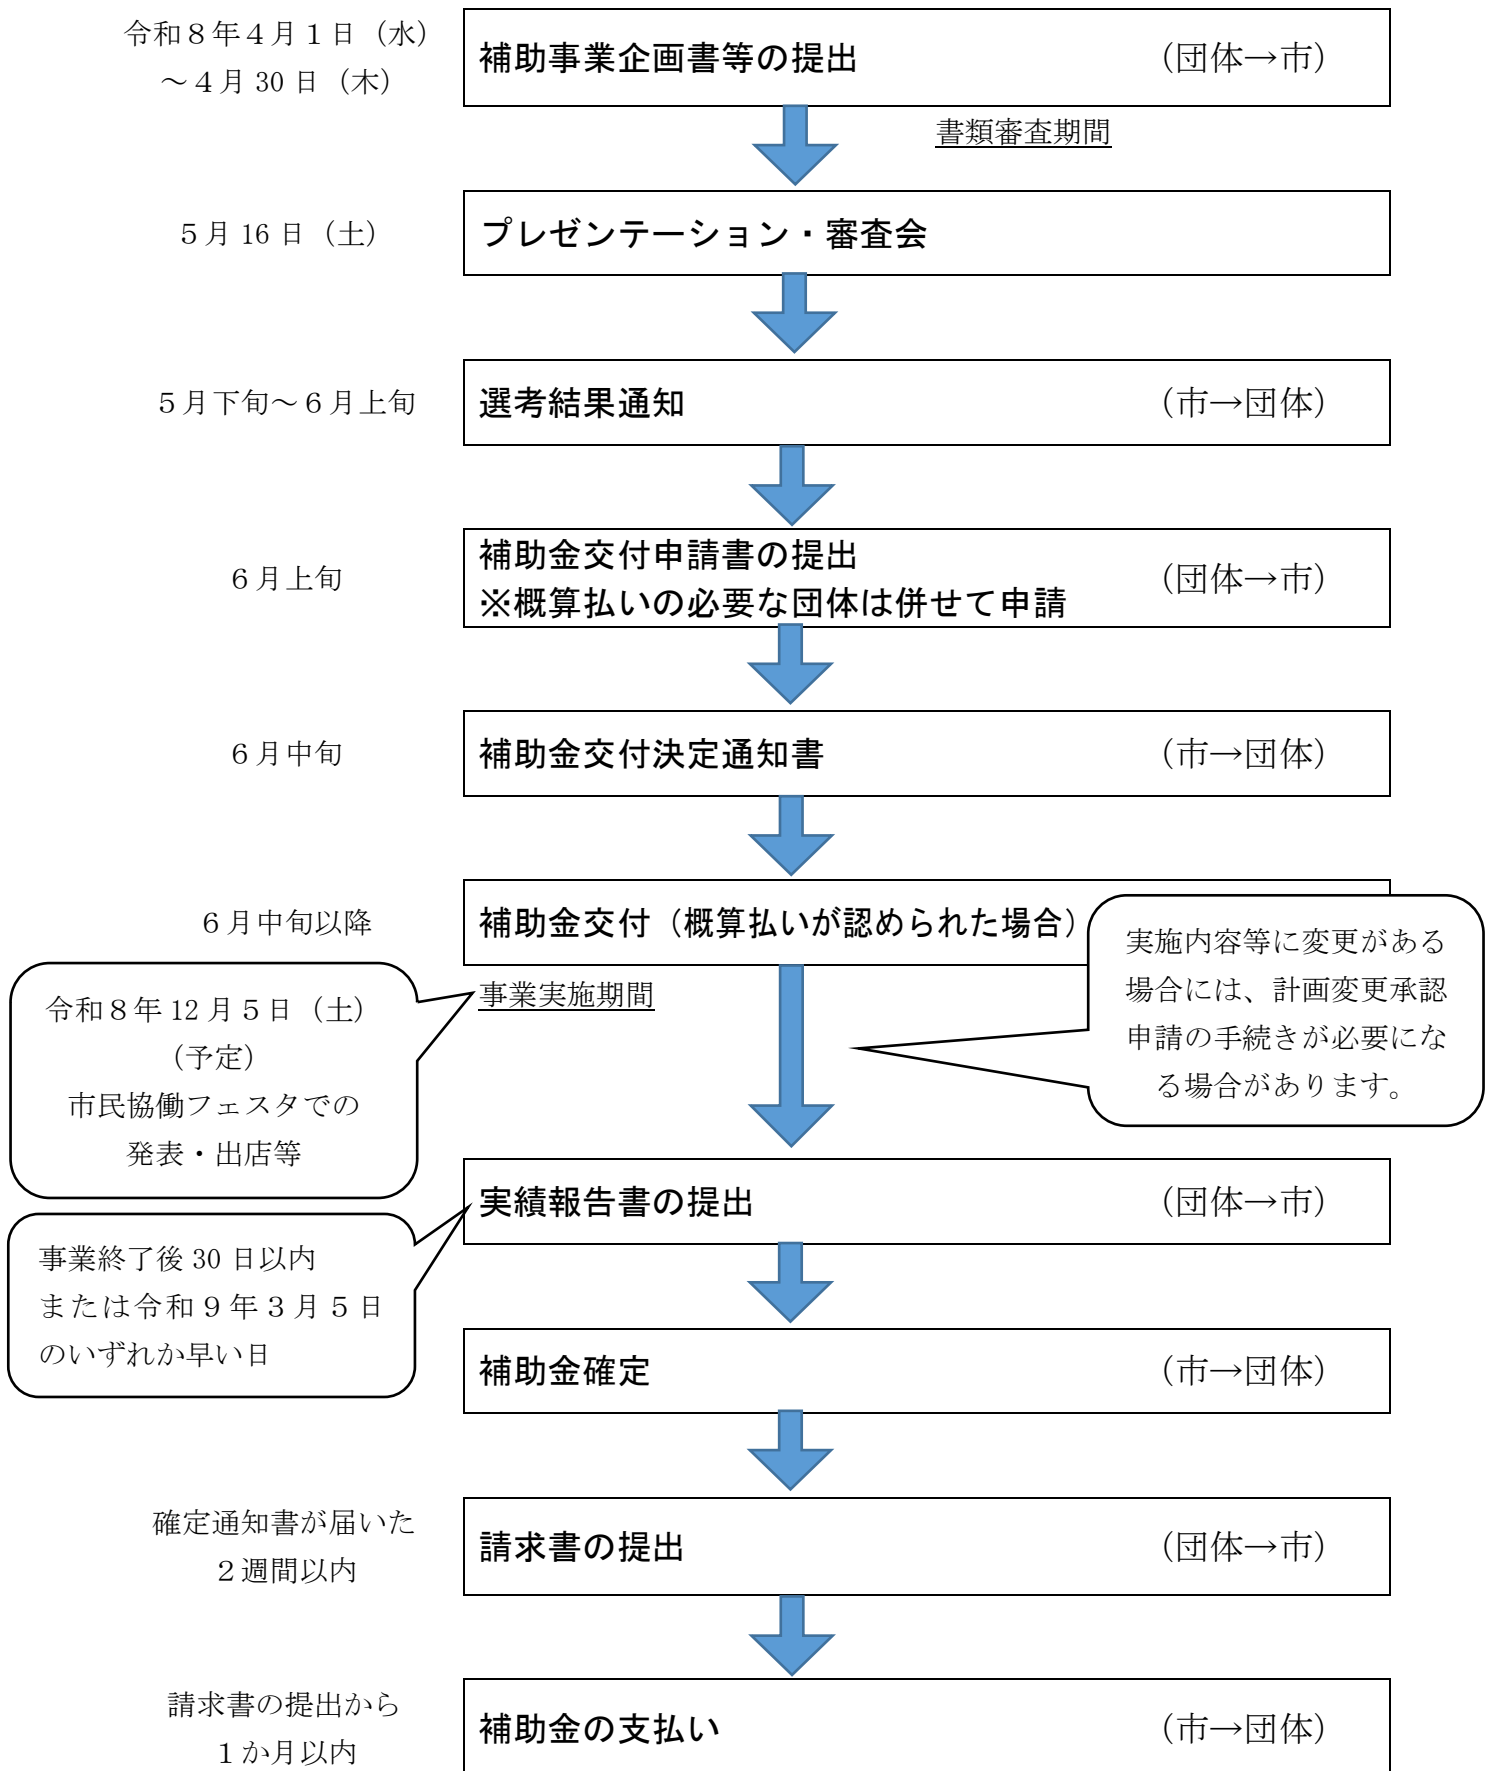 令和８年４月１日（水）
～４月 30 日（木）
補助事業企画書等の提出　（団体→市）
書類審査期間
５月 16 日（土）
プレゼンテーション・審査会
５月下旬～６月上旬
選考結果通知　（市→団体）
６月上旬
補助金交付申請書の提出　（団体→市）
※概算払いの必要な団体は併せて申請
６月中旬
補助金交付決定通知書　（市→団体）
６月中旬以降
補助金交付（概算払いが認められた場合）
実施内容等に変更がある
場合には、計画変更承認
申請の手続きが必要にな
る場合があります。
事業実施期間
令和８年 12 月５日（土）
（予定）
市民協働フェスタでの
発表・出店等
実績報告書の提出　（団体→市）
事業終了後 30 日以内
または令和９年３月５日
のいずれか早い日
補助金確定　（市→団体）
確定通知書が届いた
２週間以内
請求書の提出　（団体→市）
請求書の提出から
１か月以内
補助金の支払い　（市→団体）